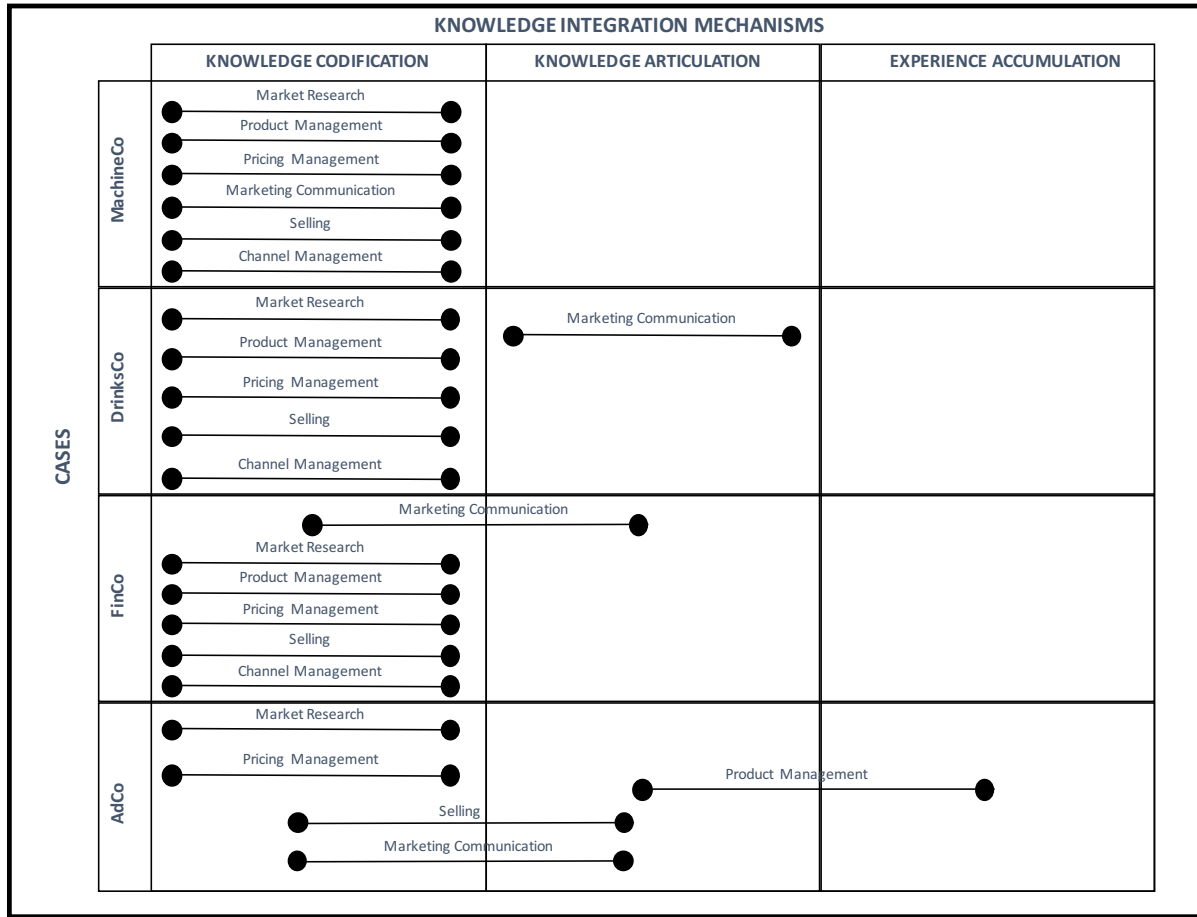 KNOWLEDGE INTEGRATION MECHANISMS
KNOWLEDGE CODIFICATION
KNOWLEDGE ARTICULATION
EXPERIENCE ACCUMULATION
CASES
MachineCo
Market Research
Product Management
Pricing Management
Marketing Communication
Selling
Channel Management
DrinksCo
Market Research
Product Management
Pricing Management
Selling
Channel Management
Marketing Communication
FinCo
Marketing Communication
Market Research
Product Management
Pricing Management
Selling
Channel Management
AdCo
Market Research
Pricing Management
Product Management
Selling
Marketing Communication